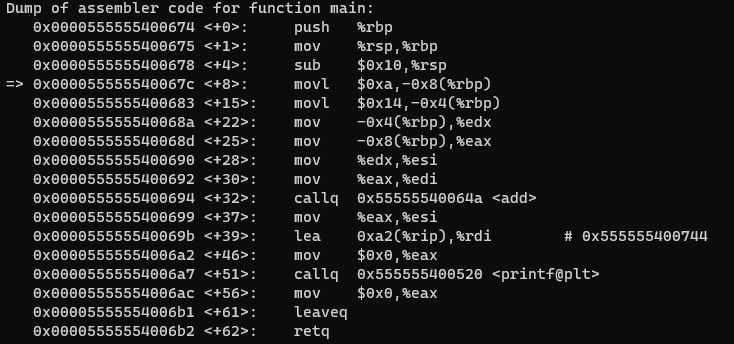 Dump of assembler code for function main:
   0x0000555555400674 <+0>:     push   %rbp
   0x0000555555400675 <+1>:     mov    %rsp,%rbp
   0x0000555555400678 <+4>:     sub    $0x10,%rsp
=> 0x000055555540067c <+8>:     movl   $0xa,-0x8(%rbp)
   0x0000555555400683 <+15>:    movl   $0x14,-0x4(%rbp)
   0x000055555540068a <+22>:    mov    -0x4(%rbp),%edx
   0x000055555540068d <+25>:    mov    -0x8(%rbp),%eax
   0x0000555555400690 <+28>:    mov    %edx,%esi
   0x0000555555400692 <+30>:    mov    %eax,%edi
   0x0000555555400694 <+32>:    callq  0x55555540064a <add>
   0x0000555555400699 <+37>:    mov    %eax,%esi
   0x000055555540069b <+39>:    lea    0xa2(%rip),%rdi        # 0x555555400744
   0x00005555554006a2 <+46>:    mov    $0x0,%eax
   0x00005555554006a7 <+51>:    callq  0x555555400520 <printf@plt>
   0x00005555554006ac <+56>:    mov    $0x0,%eax
   0x00005555554006b1 <+61>:    leaveq
   0x00005555554006b2 <+62>:    retq